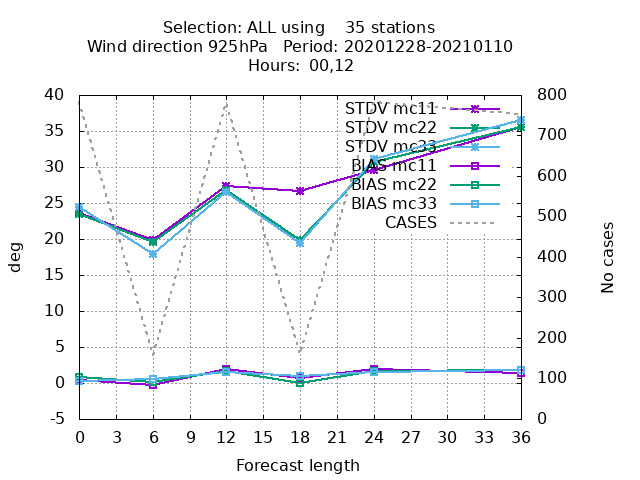 Selection: ALL using    35 stations
Wind direction 925hPa   Period: 20201228-20210110
Hours: 00,12
STDV mc11
STDV mc22
STDV mc33
BIAS mc11
BIAS mc22
BIAS mc33
CASES
deg
40
35
30
25
20
15
10
5
0
-5
No cases
800
700
600
500
400
300
200
100
0
0 3 6 9 12 15 18 21 24 27 30 33 36
Forecast length